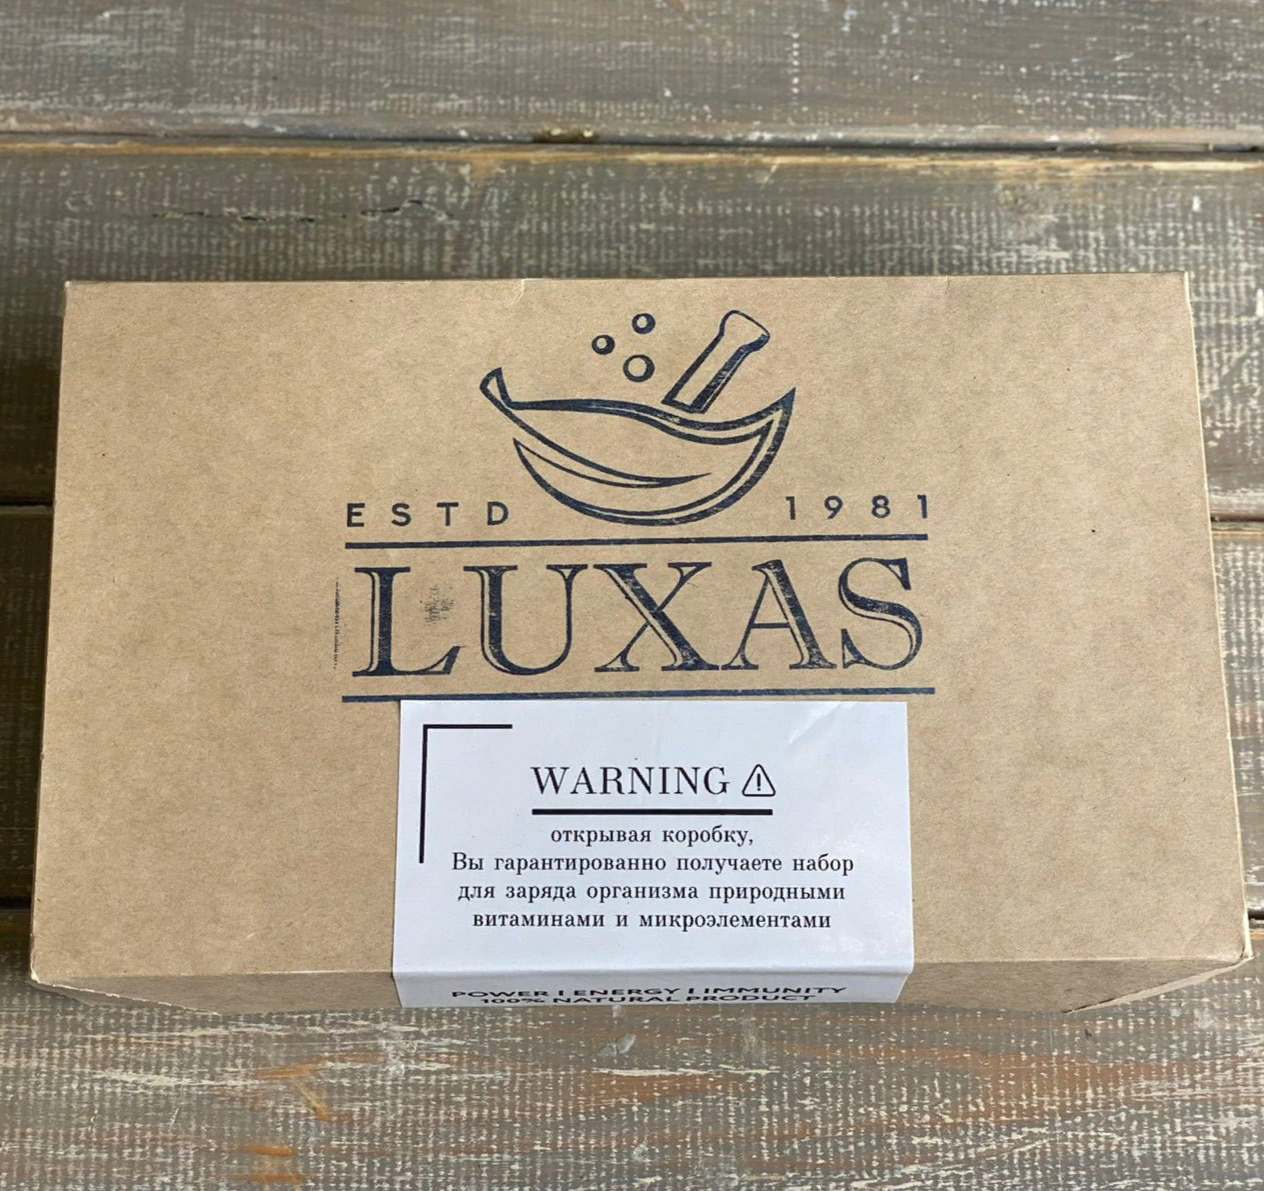 ESTD 1981
LUXAS
WARNING
открывая коробку,
Вы гарантированно получаете набор
для заряда организма природными
витаминами и микроэлементами
POWER | ENERGY | IMMUNITY
100% NATURAL PRODUCT